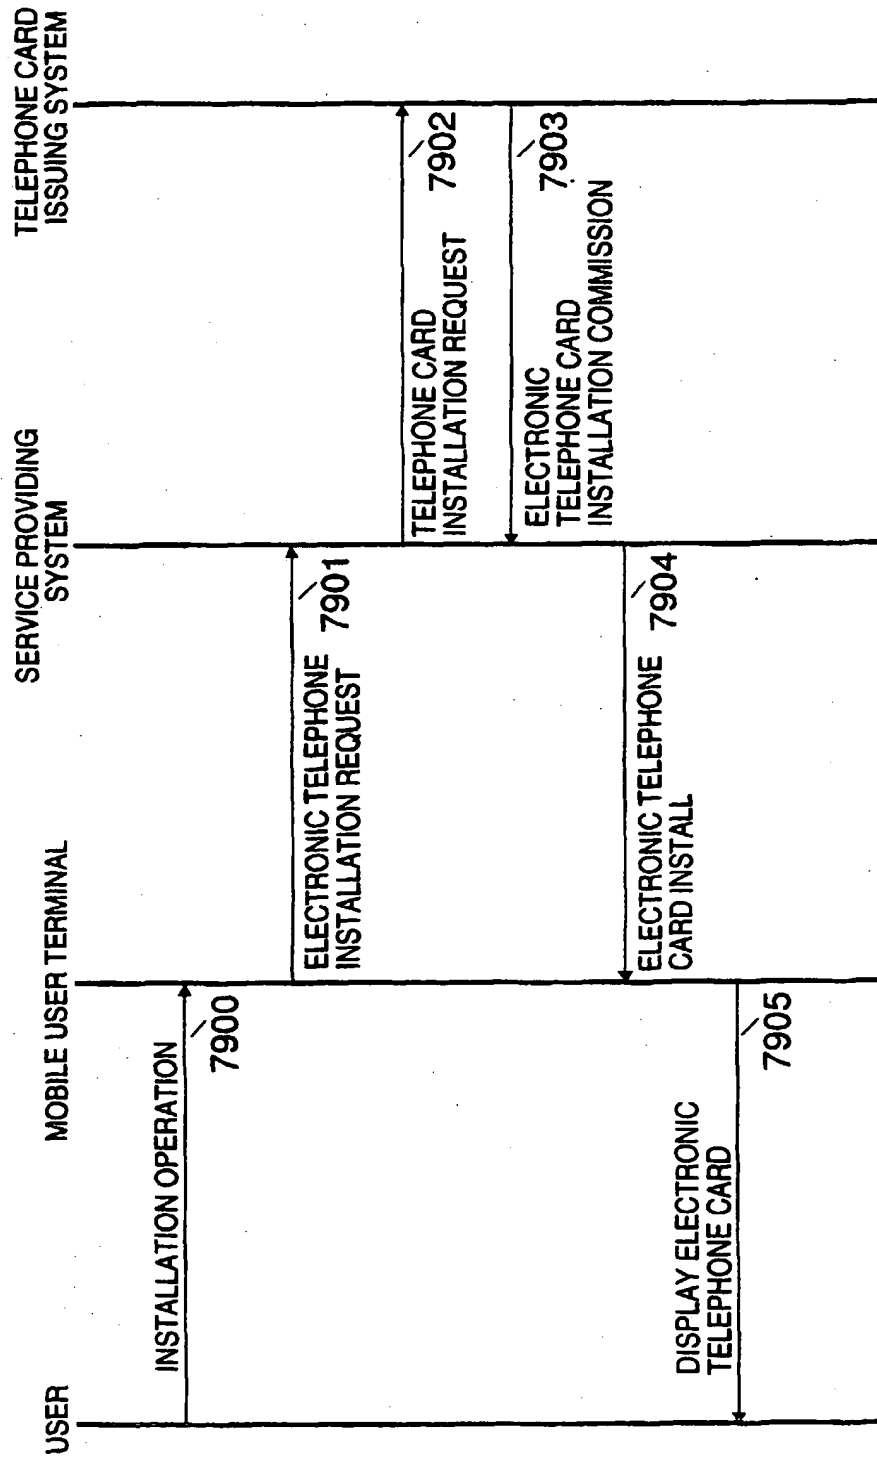 USER
MOBILE USER TERMINAL
SERVICE PROVIDING
SYSTEM
TELEPHONE CARD
ISSUING SYSTEM
INSTALLATION OPERATION
7900
ELECTRONIC TELEPHONE
INSTALLATION REQUEST
7901
TELEPHONE CARD
INSTALLATION REQUEST
7902
ELECTRONIC
TELEPHONE CARD
INSTALLATION COMMISSION
7903
ELECTRONIC TELEPHONE
CARD INSTALL
7904
DISPLAY ELECTRONIC
TELEPHONE CARD
7905